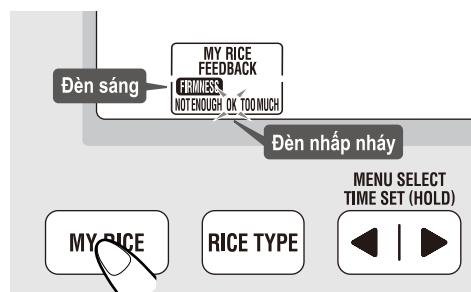 MY RICE
FEEDBACK
Đèn sáng
FIRMNESS
NOT ENOUGH OK TOO MUCH
Đèn nhấp nháy
MENU SELECT
TIME SET (HOLD)
MY RICE
RICE TYPE